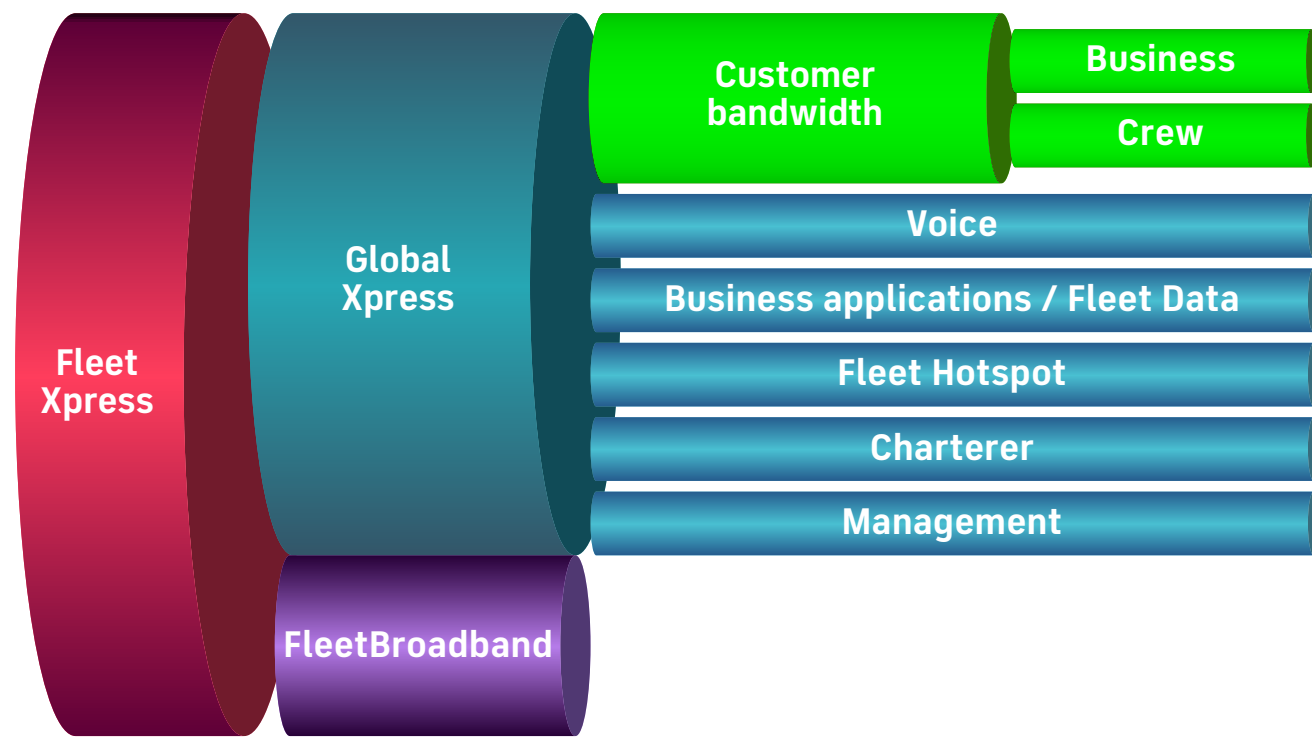 Fleet
Xpress
Global
Xpress
FleetBroadband
Customer
bandwidth
Business
Crew
Voice
Business applications / Fleet Data
Fleet Hotspot
Charterer
Management